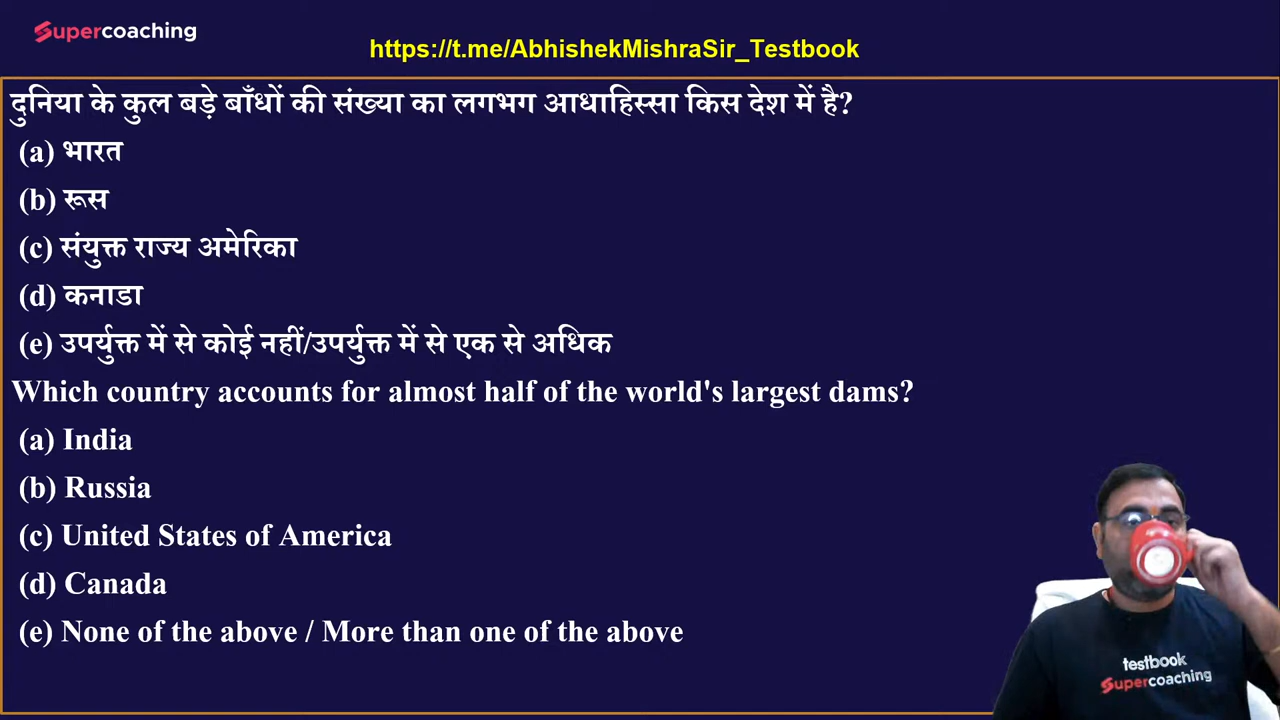 Supercoaching
https://t.me/AbhishekMishraSir_Testbook
दुनिया के कुल बड़े बाँधों की संख्या का लगभग आधाहिस्सा किस देश में है?
(a) भारत
(b) रूस
(c) संयुक्त राज्य अमेरिका
(d) कनाडा
(e) उपर्युक्त में से कोई नहीं/उपर्युक्त में से एक से अधिक
Which country accounts for almost half of the world's largest dams?
(a) India
(b) Russia
(c) United States of America
(d) Canada
(e) None of the above / More than one of the above
testbook
Supercoaching